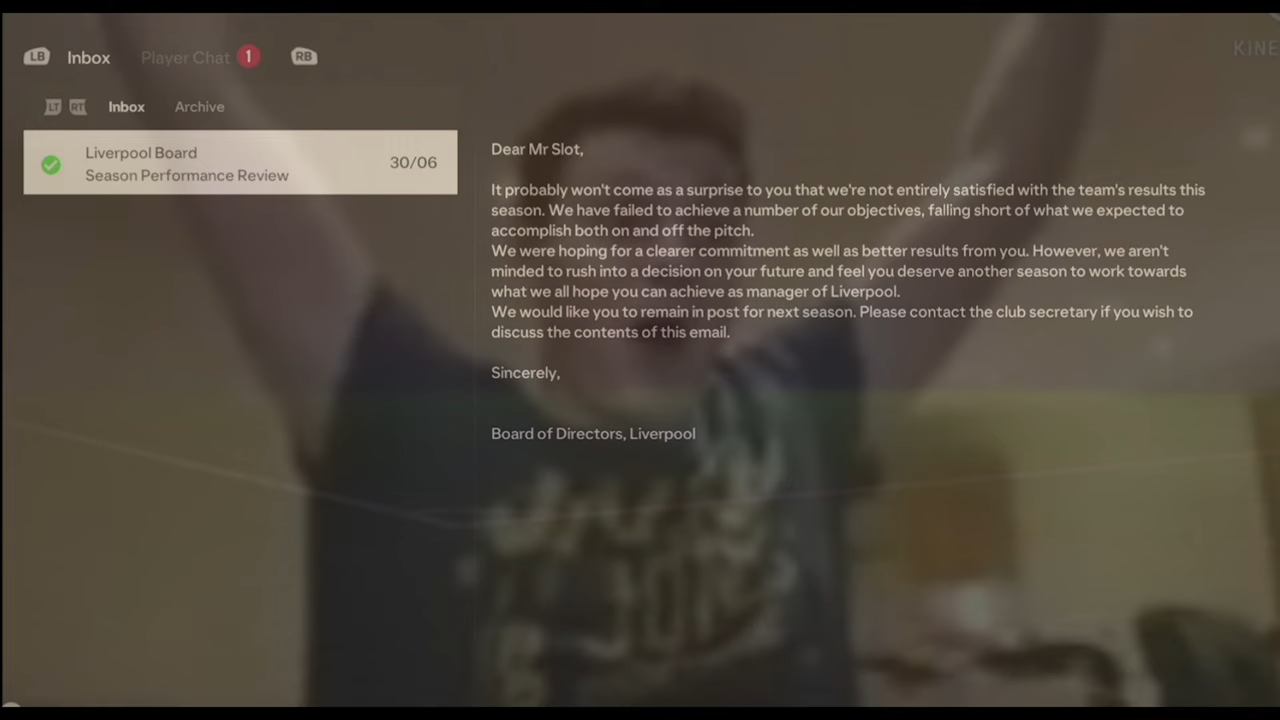 LB Inbox Player Chat 1 RB
KINE
LT RT Inbox Archive
Liverpool Board 30/06
Season Performance Review
Dear Mr Slot,
It probably won't come as a surprise to you that we're not entirely satisfied with the team's results this
season. We have failed to achieve a number of our objectives, falling short of what we expected to
accomplish both on and off the pitch.
We were hoping for a clearer commitment as well as better results from you. However, we aren't
minded to rush into a decision on your future and feel you deserve another season to work towards
what we all hope you can achieve as manager of Liverpool.
We would like you to remain in post for next season. Please contact the club secretary if you wish to
discuss the contents of this email.
Sincerely,
Board of Directors, Liverpool